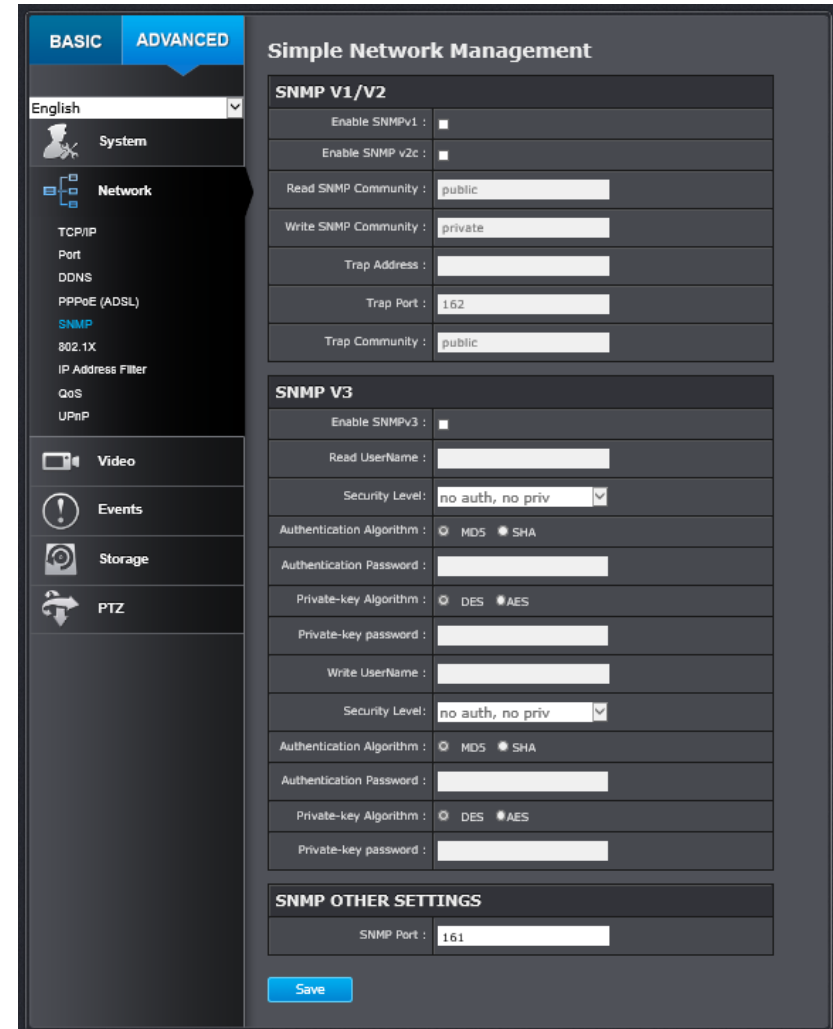 BASIC ADVANCED
English
System
Network
TCP/IP
Port
DDNS
PPPoE (ADSL)
SNMP
802.1X
IP Address Filter
QoS
UPnP
Video
Events
Storage
PTZ
Simple Network Management
SNMP V1/V2
Enable SNMPv1 :
Enable SNMP v2c :
Read SNMP Community : public
Write SNMP Community : private
Trap Address :
Trap Port : 162
Trap Community : public
SNMP V3
Enable SNMPv3 :
Read UserName :
Security Level: no auth, no priv
Authentication Algorithm : MD5 SHA
Authentication Password :
Private-key Algorithm : DES AES
Private-key password :
Write UserName :
Security Level: no auth, no priv
Authentication Algorithm : MD5 SHA
Authentication Password :
Private-key Algorithm : DES AES
Private-key password :
SNMP OTHER SETTINGS
SNMP Port : 161
Save